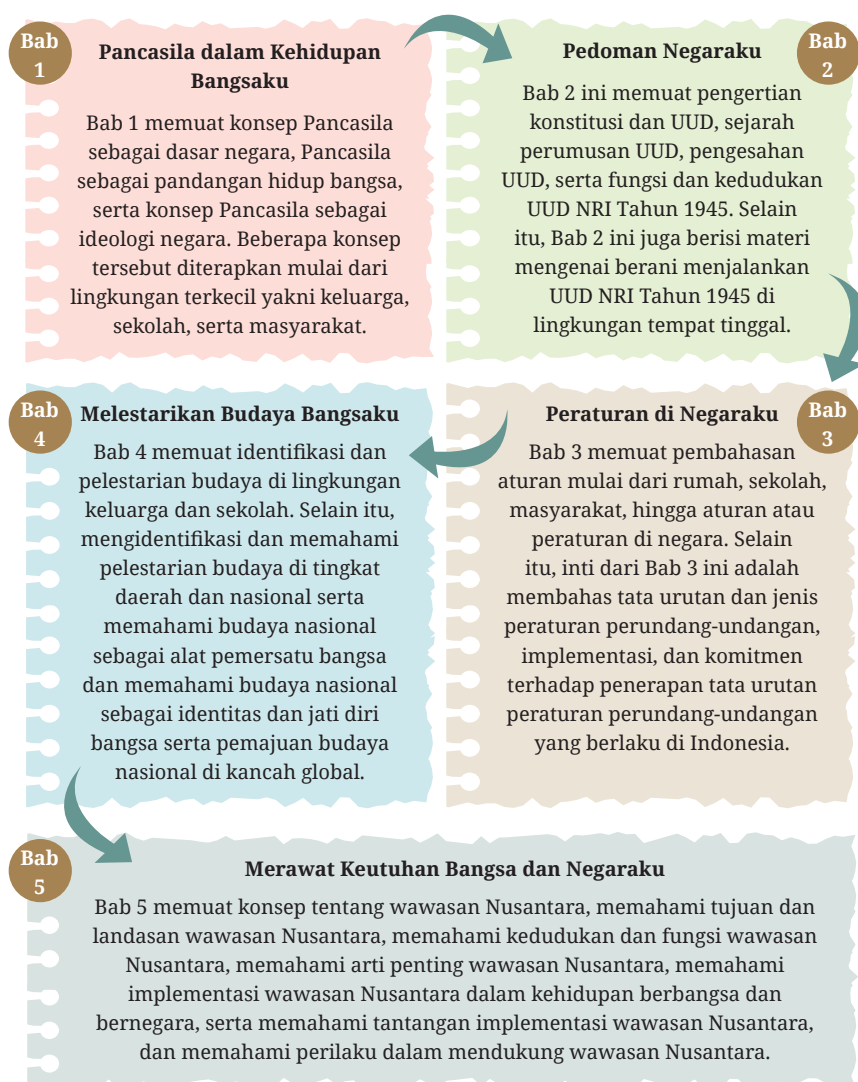 Bab
1
Pancasila dalam Kehidupan
Bangsaku
Bab 1 memuat konsep Pancasila
sebagai dasar negara, Pancasila
sebagai pandangan hidup bangsa,
serta konsep Pancasila sebagai
ideologi negara. Beberapa konsep
tersebut diterapkan mulai dari
lingkungan terkecil yakni keluarga,
sekolah, serta masyarakat.
Bab
2
Pedoman Negaraku
Bab 2 ini memuat pengertian
konstitusi dan UUD, sejarah
perumusan UUD, pengesahan
UUD, serta fungsi dan kedudukan
UUD NRI Tahun 1945. Selain
itu, Bab 2 ini juga berisi materi
mengenai berani menjalankan
UUD NRI Tahun 1945 di
lingkungan tempat tinggal.
Bab
3
Peraturan di Negaraku
Bab 3 memuat pembahasan
aturan mulai dari rumah, sekolah,
masyarakat, hingga aturan atau
peraturan di negara. Selain
itu, inti dari Bab 3 ini adalah
membahas tata urutan dan jenis
peraturan perundang-undangan,
implementasi, dan komitmen
terhadap penerapan tata urutan
peraturan perundang-undangan
yang berlaku di Indonesia.
Bab
4
Melestarikan Budaya Bangsaku
Bab 4 memuat identifikasi dan
pelestarian budaya di lingkungan
keluarga dan sekolah. Selain itu,
mengidentifikasi dan memahami
pelestarian budaya di tingkat
daerah dan nasional serta
memahami budaya nasional
sebagai alat pemersatu bangsa
dan memahami budaya nasional
sebagai identitas dan jati diri
bangsa serta pemajuan budaya
nasional di kancah global.
Bab
5
Merawat Keutuhan Bangsa dan Negaraku
Bab 5 memuat konsep tentang wawasan Nusantara, memahami tujuan dan
landasan wawasan Nusantara, memahami kedudukan dan fungsi wawasan
Nusantara, memahami arti penting wawasan Nusantara, memahami
implementasi wawasan Nusantara dalam kehidupan berbangsa dan
bernegara, serta memahami tantangan implementasi wawasan Nusantara,
dan memahami perilaku dalam mendukung wawasan Nusantara.